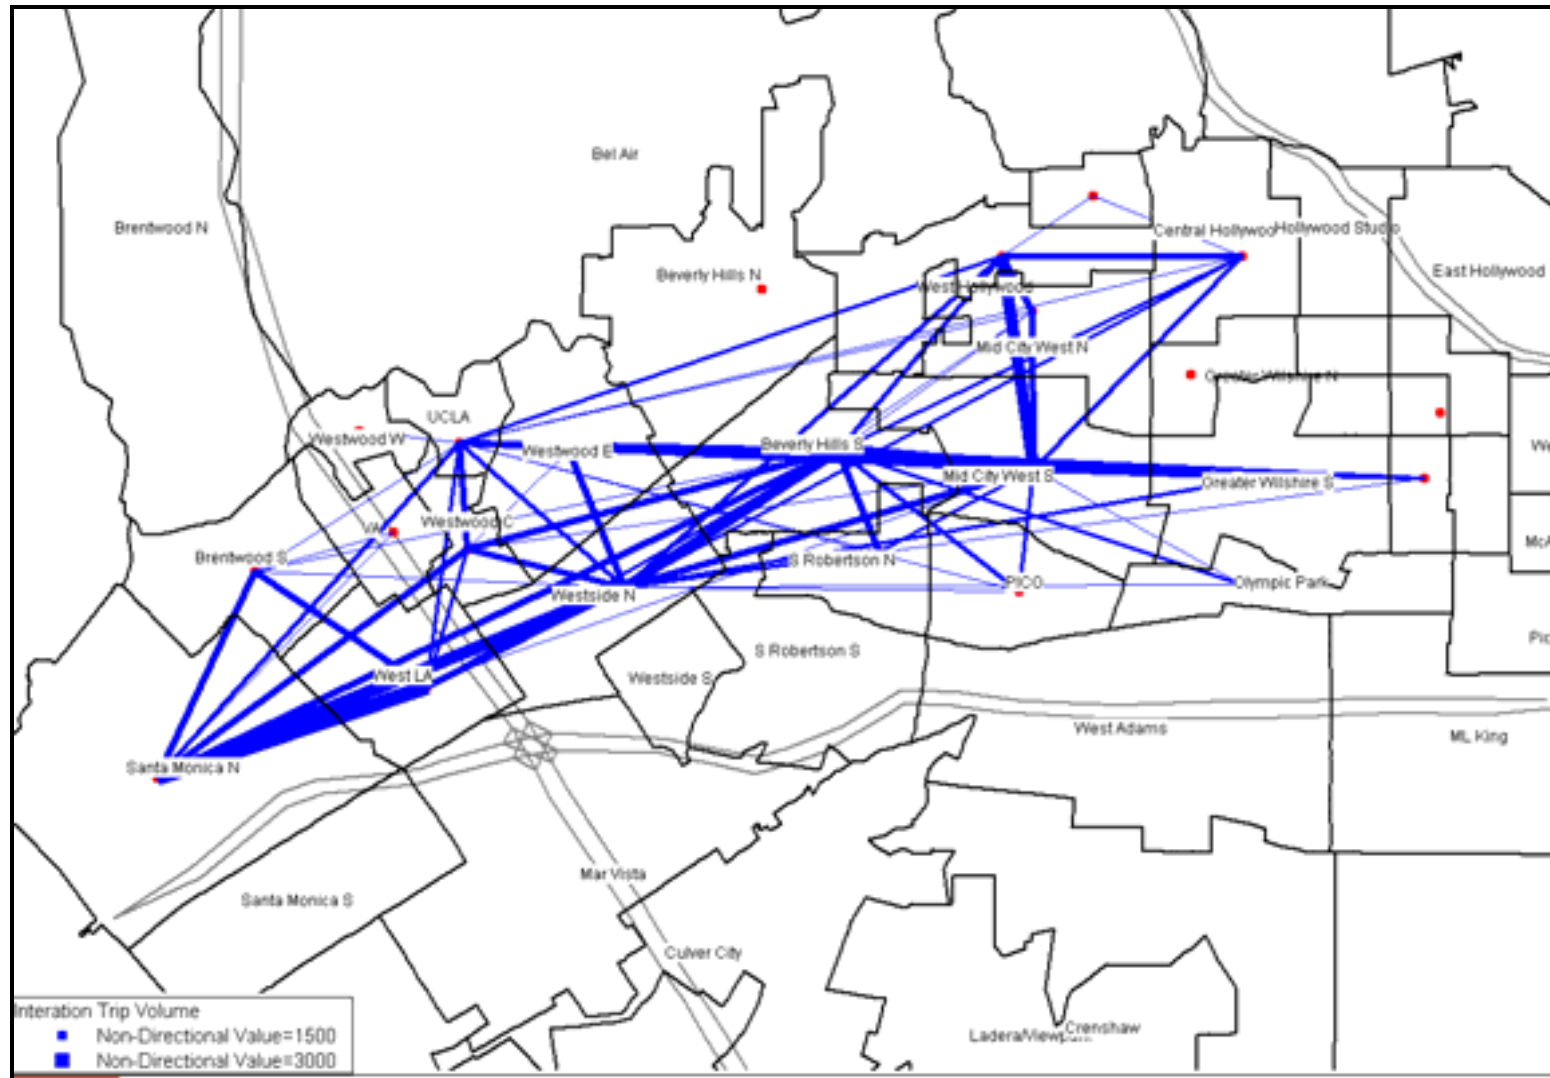 Bel Air
Brentwood N
Central Hollywoo
Hollywood Studio
Beverly Hills N
East Hollywood
West Hollywood
Mid City West N
Greater Wilshire N
UCLA
Westwood W
Westwood E
Beverly Hills S
Mid City West S
Greater Wilshire S
Westwood C
VA
Brentwood S
S Robertson N
Westside N
PICO
Olympic Park
S Robertson S
West LA
Westside S
West Adams
ML King
Santa Monica N
Mar Vista
Santa Monica S
Culver City
Crenshaw
Interation Trip Volume
Non-Directional Value=1500
Non-Directional Value=3000